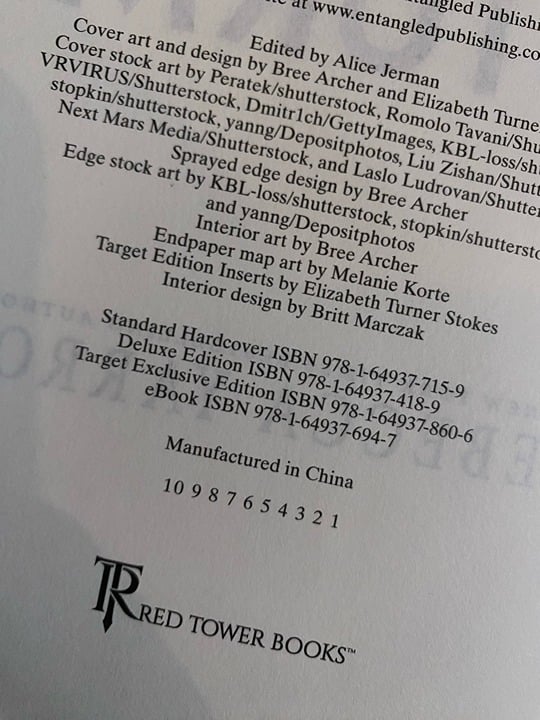 at www.entangledpublishing.co
Edited by Alice Jerman
Cover art and design by Bree Archer and Elizabeth Turne
Cover stock art by Peratek/shutterstock, Romolo Tavani/Shu
VRVIRUS/Shutterstock, Dmitr1ch/GettyImages, KBL-loss/sh
stopkin/shutterstock, yanng/Depositphotos, Liu Zishan/Shutt
Next Mars Media/Shutterstock, and Laslo Ludrovan/Shutter
Sprayed edge design by Bree Archer
Edge stock art by KBL-loss/shutterstock, stopkin/shuttersto
and yanng/Depositphotos
Interior art by Bree Archer
Endpaper map art by Melanie Korte
Target Edition Inserts by Elizabeth Turner Stokes
Interior design by Britt Marczak
Standard Hardcover ISBN 978-1-64937-715-9
Deluxe Edition ISBN 978-1-64937-418-9
Target Exclusive Edition ISBN 978-1-64937-860-6
eBook ISBN 978-1-64937-694-7
Manufactured in China
10 9 8 7 6 5 4 3 2 1
TR RED TOWER BOOKS™